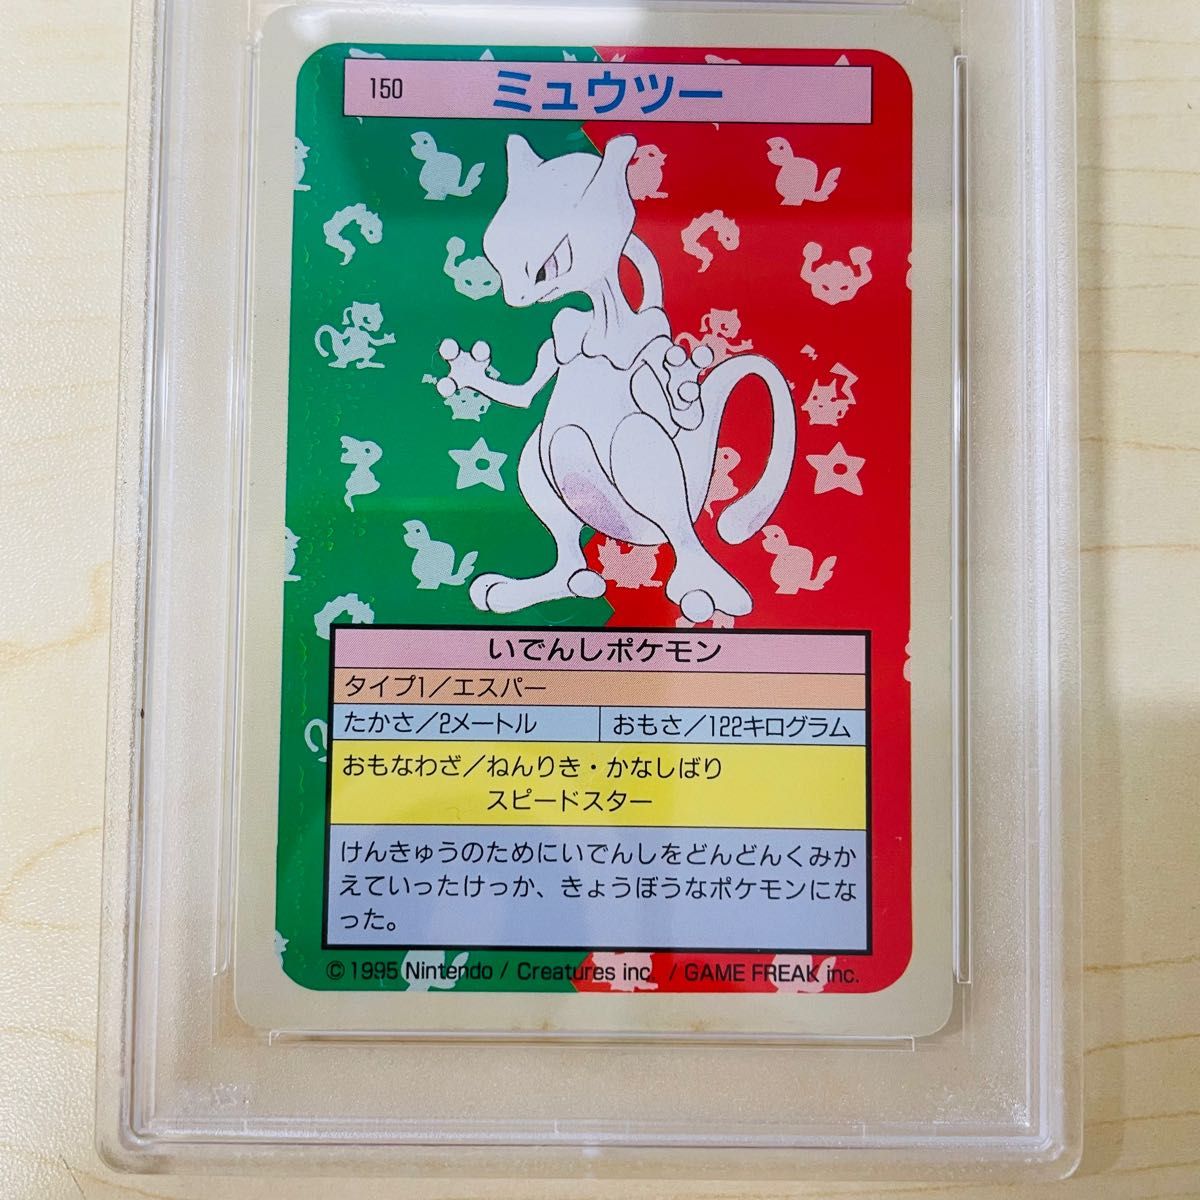 150 ミュウツー
いでんしポケモン
タイプ1／エスパー
たかさ／2メートル おもさ／122キログラム
おもなわざ／ねんりき・かなしばり
スピードスター
けんきゅうのためにいでんしをどんどんくみか
えていったけっか、きょうぼうなポケモンにな
った。
© 1995 Nintendo / Creatures inc. / GAME FREAK inc.